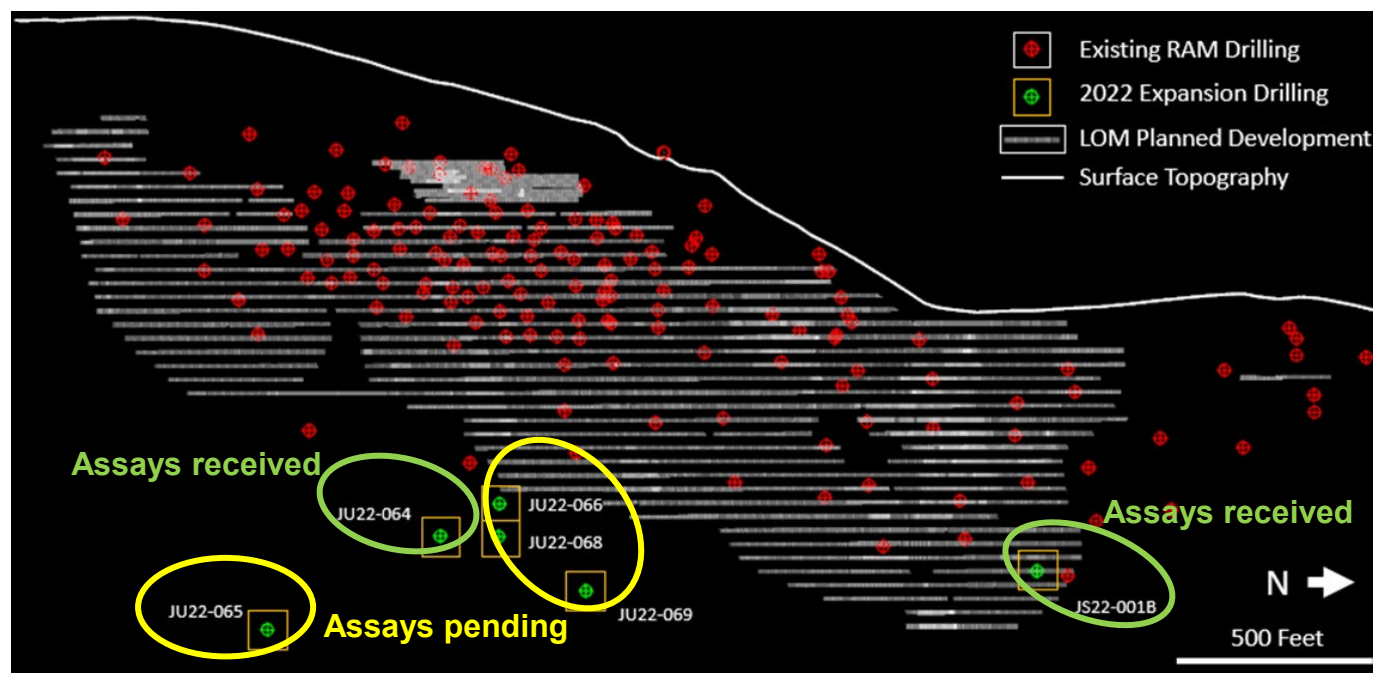 Existing RAM Drilling
2022 Expansion Drilling
LOM Planned Development
Surface Topography
Assays received
JU22-064
JU22-066
JU22-068
JU22-069
JU22-065
Assays pending
Assays received
JS22-001B
N
500 Feet